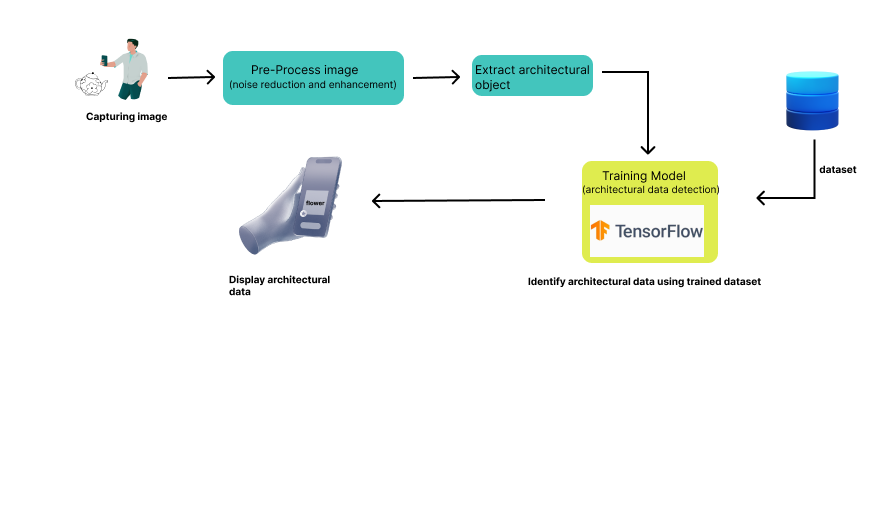 Capturing image
Pre-Process image
(noise reduction and enhancement)
Extract architectural
object
dataset
Training Model
(architectural data detection)
TensorFlow
Identify architectural data using trained dataset
flower
Display architectural
data